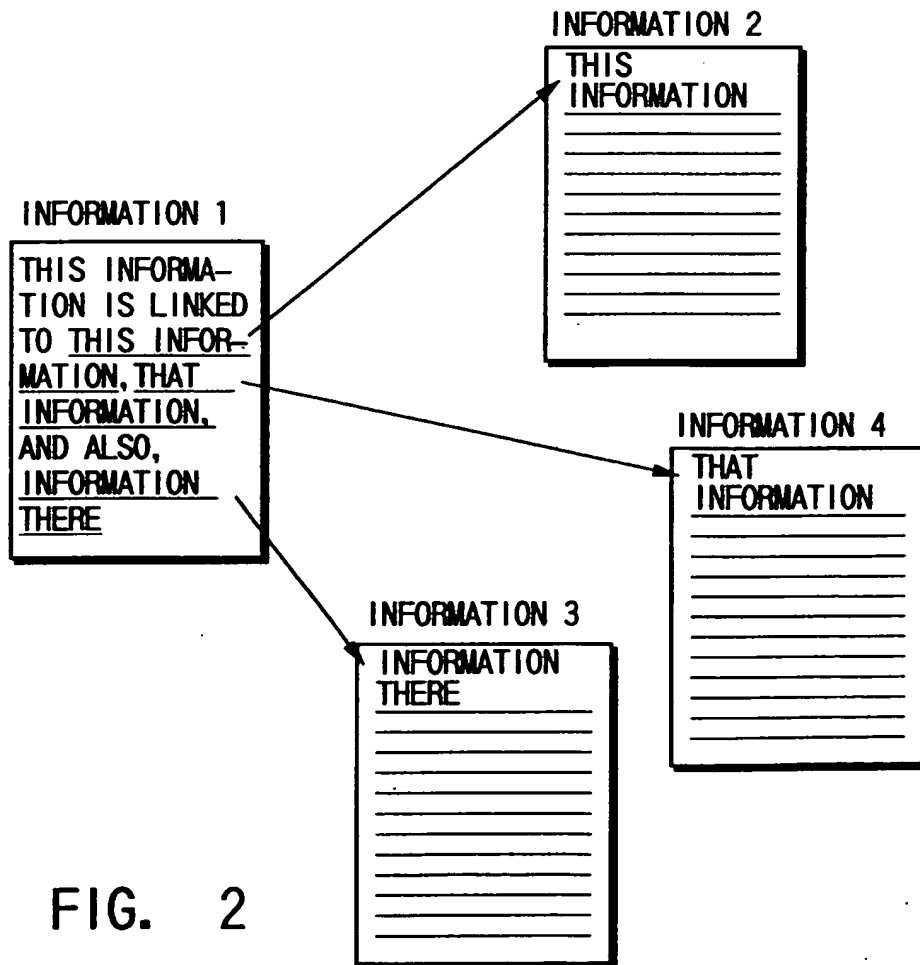 INFORMATION 2
THIS
INFORMATION
INFORMATION 1
THIS INFORMA-
TION IS LINKED
TO THIS INFOR-
MATION, THAT
INFORMATION,
AND ALSO,
INFORMATION
THERE
INFORMATION 4
THAT
INFORMATION
INFORMATION 3
INFORMATION
THERE
FIG. 2